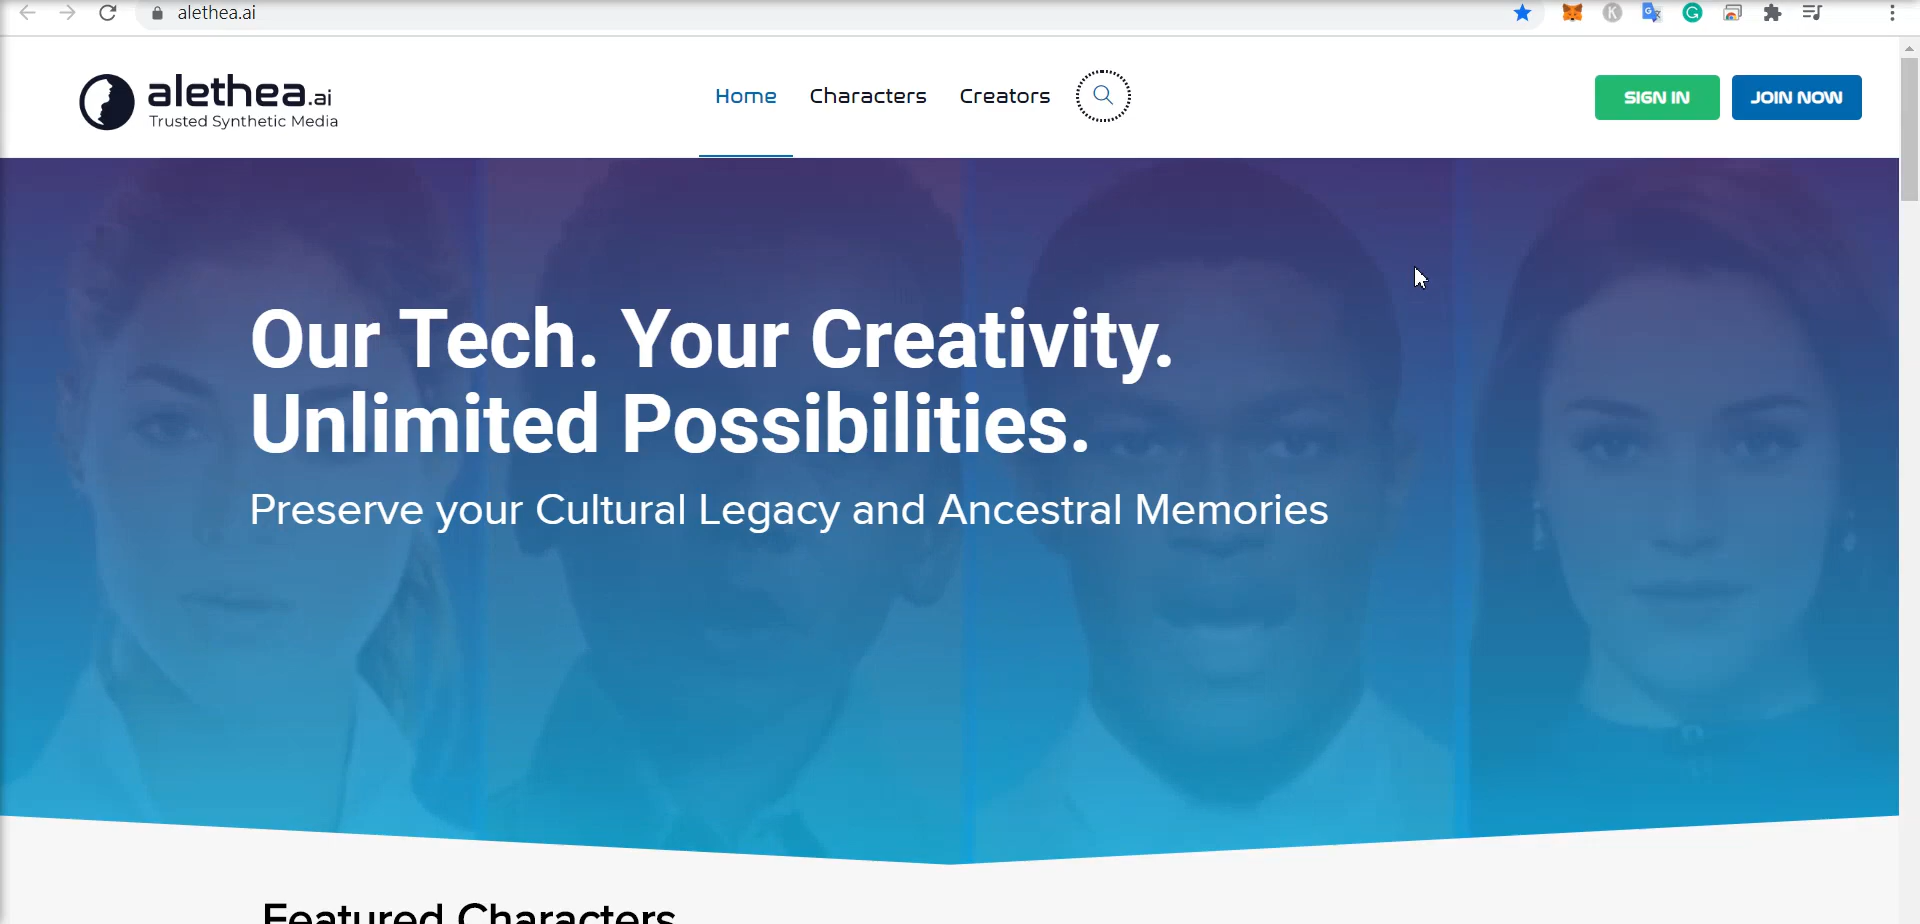 alethea.ai
alethea.ai
Trusted Synthetic Media
Home
Characters
Creators
SIGN IN
JOIN NOW
Our Tech. Your Creativity.
Unlimited Possibilities.
Preserve your Cultural Legacy and Ancestral Memories
Featured Characters